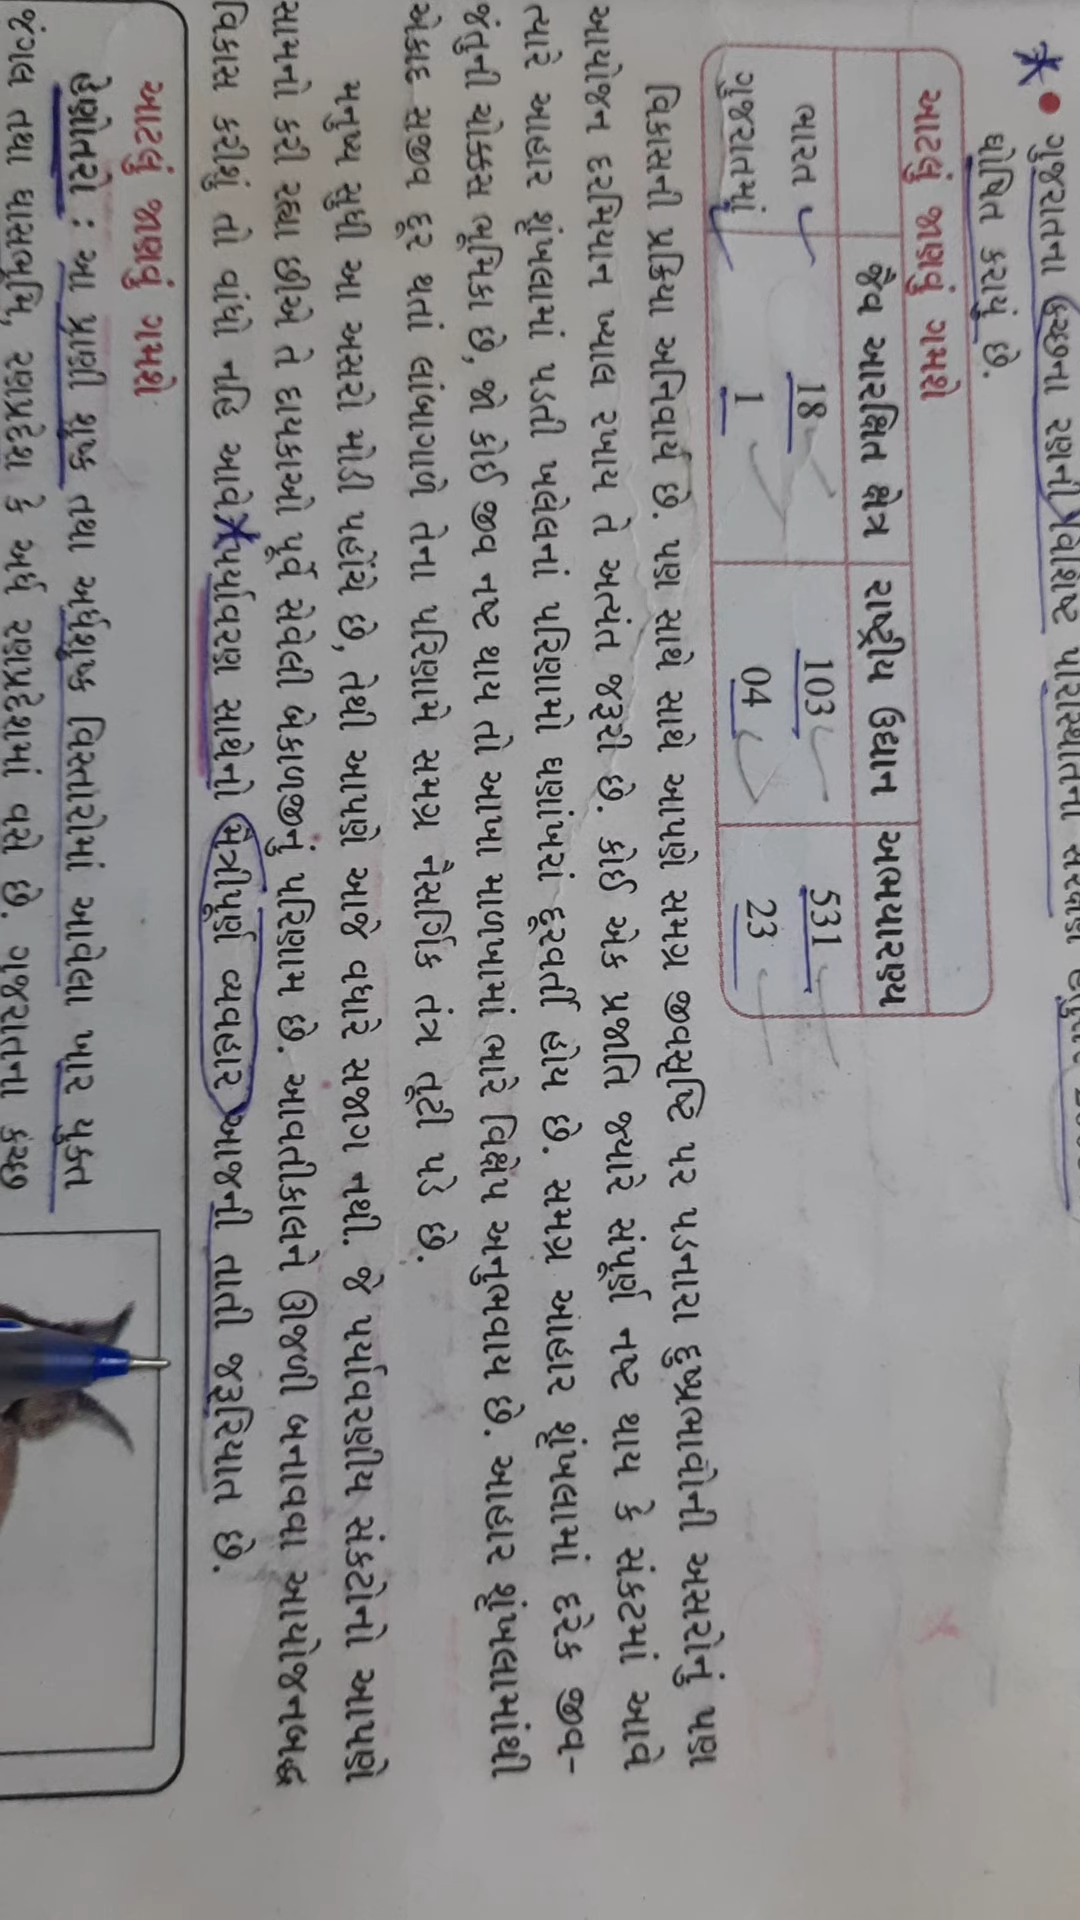 ગુજરાતના કચ્છના રણની વિશિષ્ટ
ઘોષિત કરાયું છે.
આટલું જાણવું ગમશે
જૈવ આરક્ષિત ક્ષેત્ર રાષ્ટ્રીય ઉદ્યાન અભયારણ્ય
ભારત 18 103 531
ગુજરાતમાં 1 04 23
વિકાસની પ્રક્રિયા અનિવાર્ય છે. પણ સાથે સાથે આપણે સમગ્ર જીવસૃષ્ટિ પર પડનારા દુષ્પ્રભાવોની અસરોનું પણ
આયોજન દરમિયાન ખ્યાલ રખાય તે અત્યંત જરૂરી છે. કોઈ એક પ્રજાતિ જ્યારે સંપૂર્ણ નષ્ટ થાય કે સંકટમાં આવે
ત્યારે આહાર શૃંખલામાં પડતી ખલેલનાં પરિણામો ઘણાંખરાં દૂરવર્તી હોય છે. સમગ્ર આહાર શૃંખલામાં દરેક જીવ-
જંતુની ચોક્કસ ભૂમિકા છે, જો કોઈ જીવ નષ્ટ થાય તો આખા માળખામાં ભારે વિક્ષેપ અનુભવાય છે. આહાર શૃંખલામાંથી
એકાદ સજીવ દૂર થતાં લાંબાગાળે તેના પરિણામે સમગ્ર નૈસર્ગિક તંત્ર તૂટી પડે છે.
મનુષ્ય સુધી આ અસરો મોડી પહોંચે છે, તેથી આપણે આજે વધારે સજાગ નથી. જે પર્યાવરણીય સંકટોનો આપણે
સામનો કરી રહ્યા છીએ તે દાયકાઓ પૂર્વે સેવેલી બેકાળજીનું પરિણામ છે. આવતીકાલને ઊજળી બનાવવા આયોજનબદ્ધ
વિકાસ કરીશું તો વાંધો નહિ આવે પર્યાવરણ સાથેનો મૈત્રીપૂર્ણ વ્યવહાર આજની તાતી જરૂરિયાત છે.
આટલું જાણવું ગમશે
હેણોતરો : આ પ્રાણી શુષ્ક તથા અર્ધશુષ્ક વિસ્તારોમાં આવેલા ખાર યુક્ત
જંગલ તથા ઘાસભૂમિ, રણપ્રદેશ કે અર્ધ રણપ્રદેશમાં વસે છે. ગુજરાતના કચ્છ